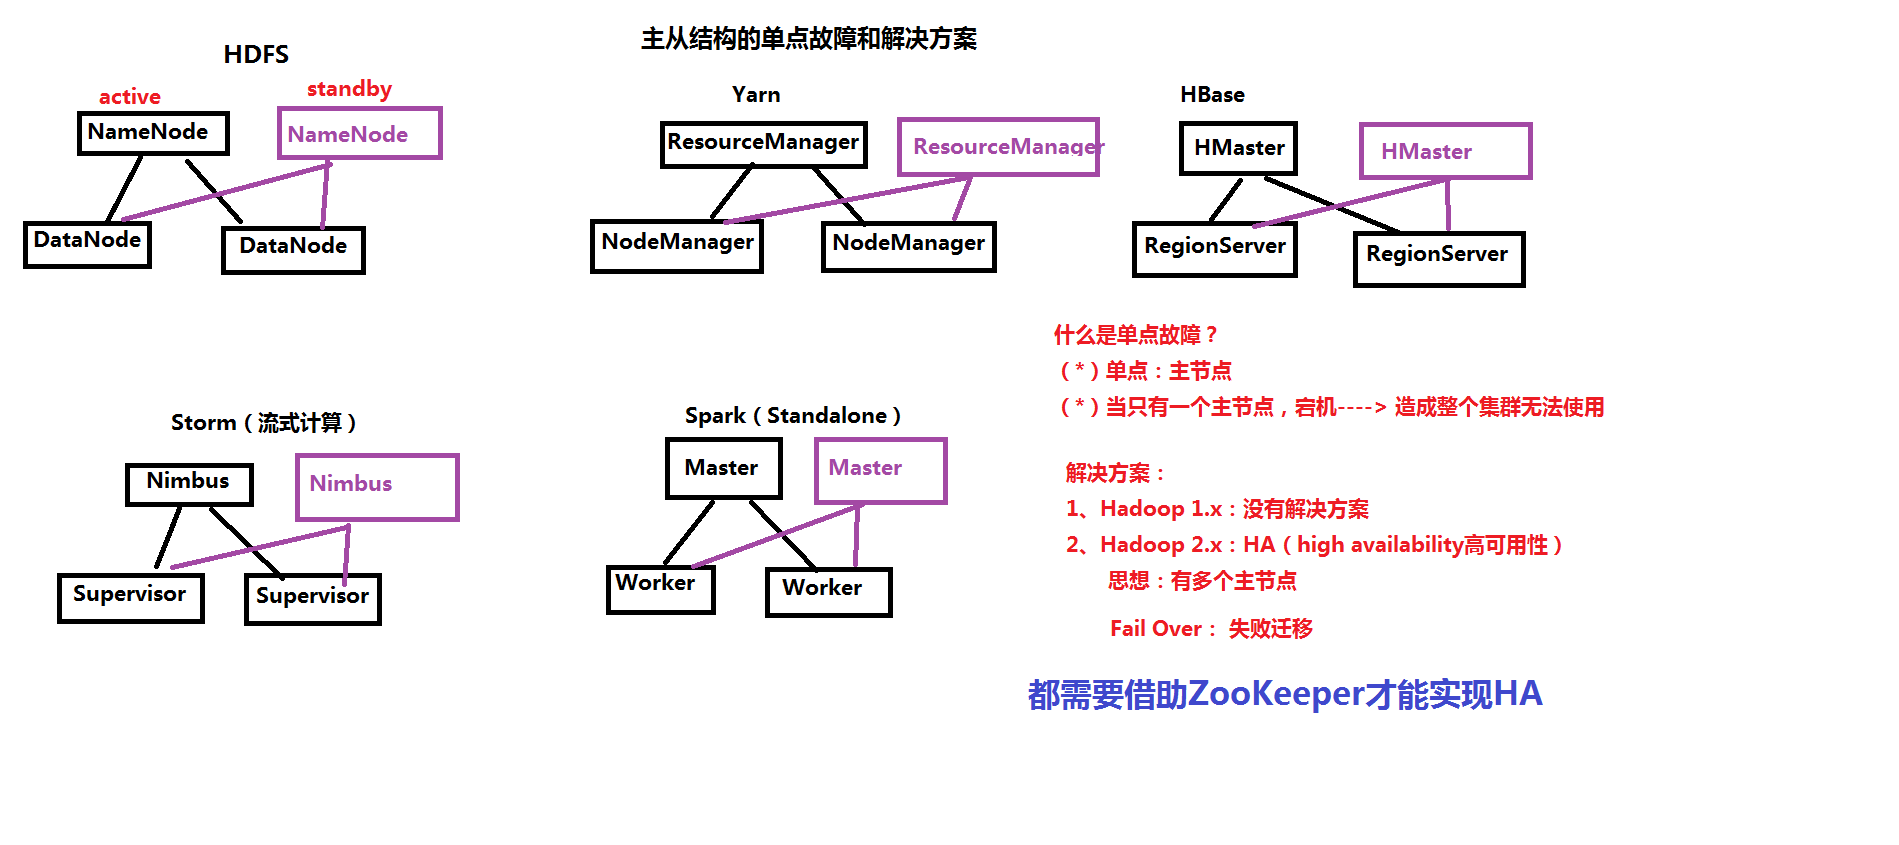 主从结构的单点故障和解决方案
HDFS
active
standby
NameNode
NameNode
DataNode
DataNode
Yarn
ResourceManager
ResourceManager
NodeManager
NodeManager
HBase
HMaster
HMaster
RegionServer
RegionServer
Storm（流式计算）
Nimbus
Nimbus
Supervisor
Supervisor
Spark（Standalone）
Master
Master
Worker
Worker
什么是单点故障？
（*）单点：主节点
（*）当只有一个主节点，宕机----> 造成整个集群无法使用
解决方案：
1、Hadoop 1.x：没有解决方案
2、Hadoop 2.x：HA（high availability高可用性）
思想：有多个主节点
Fail Over： 失败迁移
都需要借助ZooKeeper才能实现HA